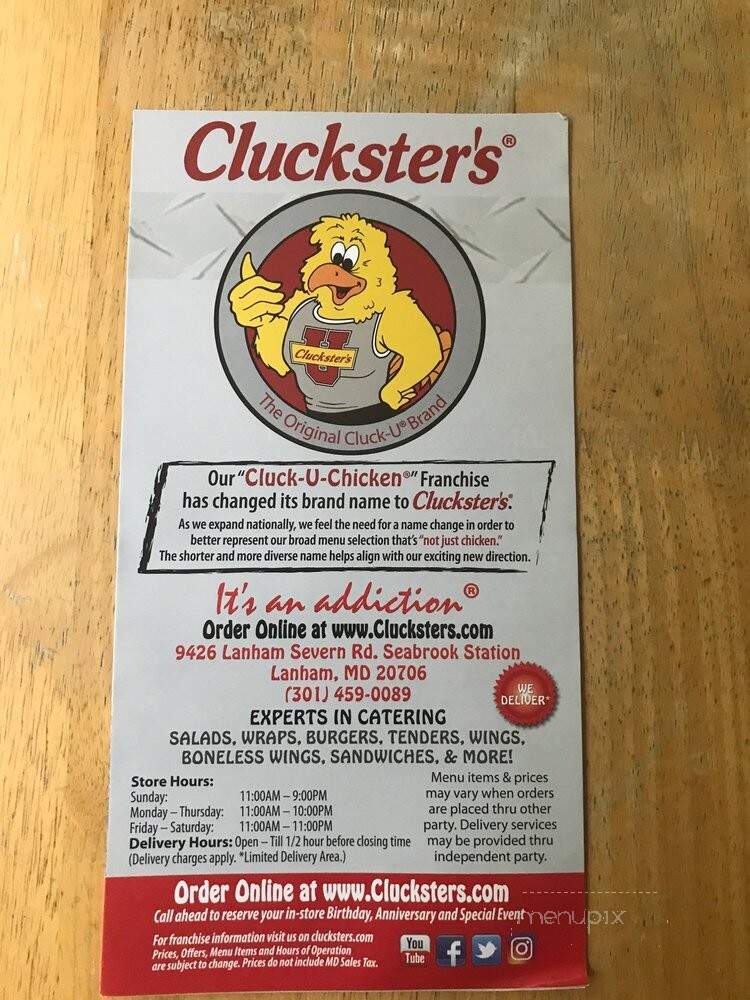 Cluckster's®
U
Cluckster's
The Original Cluck-U® Brand
Our "Cluck-U-Chicken®" Franchise
has changed its brand name to Cluckster's®.
As we expand nationally, we feel the need for a name change in order to
better represent our broad menu selection that's "not just chicken."
The shorter and more diverse name helps align with our exciting new direction.
It's an addiction®
Order Online at www.Clucksters.com
9426 Lanham Severn Rd. Seabrook Station
Lanham, MD 20706
(301) 459-0089
WE
DELIVER*
EXPERTS IN CATERING
SALADS, WRAPS, BURGERS, TENDERS, WINGS,
BONELESS WINGS, SANDWICHES, & MORE!
Store Hours:
Sunday: 11:00AM – 9:00PM
Monday – Thursday: 11:00AM – 10:00PM
Friday – Saturday: 11:00AM – 11:00PM
Delivery Hours: Open – Till 1/2 hour before closing time
(Delivery charges apply. *Limited Delivery Area.)
Menu items & prices
may vary when orders
are placed thru other
party. Delivery services
may be provided thru
independent party.
Order Online at www.Clucksters.com
Call ahead to reserve your in-store Birthday, Anniversary and Special Event
For franchise information visit us on clucksters.com
Prices, Offers, Menu Items and Hours of Operation
are subject to change. Prices do not include MD Sales Tax.
You
Tube
f
menupix